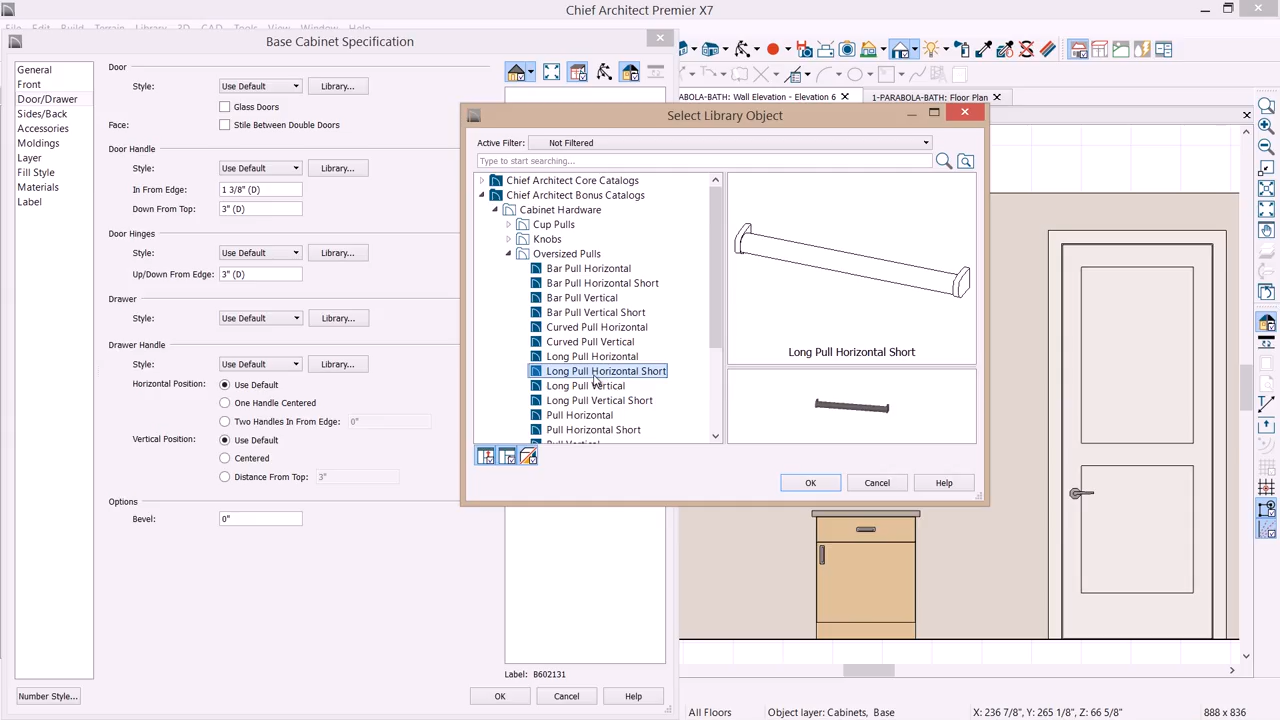 Chief Architect Premier X7
Base Cabinet Specification
General
Front
Door/Drawer
Sides/Back
Accessories
Moldings
Layer
Fill Style
Materials
Label
Door
Style: Use Default Library...
Glass Doors
Face: Stile Between Double Doors
Door Handle
Style: Use Default Library...
In From Edge: 1 3/8" (D)
Down From Top: 3" (D)
Door Hinges
Style: Use Default Library...
Up/Down From Edge: 3" (D)
Drawer
Style: Use Default Library...
Drawer Handle
Style: Use Default Library...
Horizontal Position: Use Default
One Handle Centered
Two Handles In From Edge: 0"
Vertical Position: Use Default
Centered
Distance From Top: 3"
Options
Bevel: 0"
Label: B602131
Number Style... OK Cancel Help
ABOLA-BATH: Wall Elevation - Elevation 6 1-PARABOLA-BATH: Floor Plan
Select Library Object
Active Filter: Not Filtered
Type to start searching...
Chief Architect Core Catalogs
Chief Architect Bonus Catalogs
Cabinet Hardware
Cup Pulls
Knobs
Oversized Pulls
Bar Pull Horizontal
Bar Pull Horizontal Short
Bar Pull Vertical
Bar Pull Vertical Short
Curved Pull Horizontal
Curved Pull Vertical
Long Pull Horizontal
Long Pull Horizontal Short
Long Pull Vertical
Long Pull Vertical Short
Pull Horizontal
Pull Horizontal Short
Long Pull Horizontal Short
OK Cancel Help
All Floors Object layer: Cabinets, Base X: 236 7/8", Y: 265 1/8", Z: 66 5/8" 888 x 836